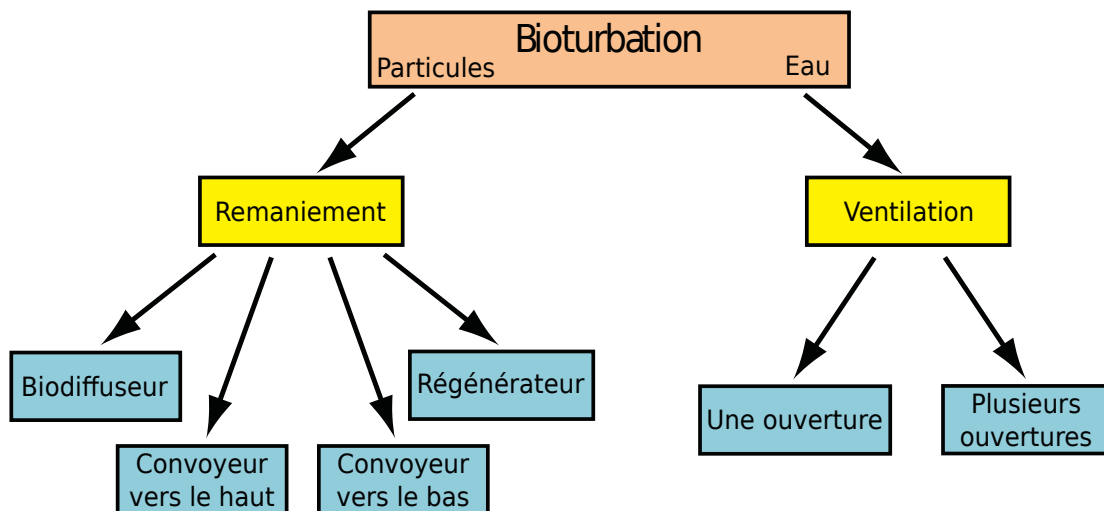 Bioturbation
Particules
Eau
Remaniement
Ventilation
Biodiffuseur
Régénérateur
Une ouverture
Plusieurs
ouvertures
Convoyeur
vers le haut
Convoyeur
vers le bas